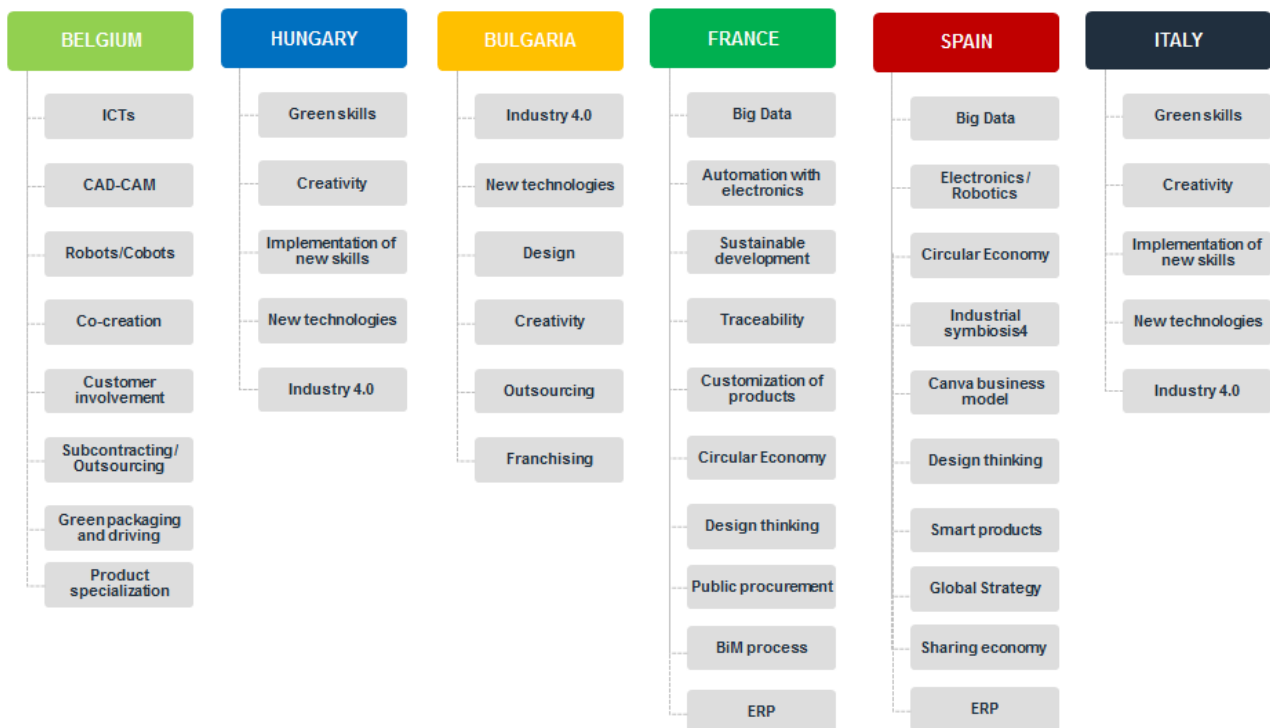 BELGIUM
ICTs
CAD-CAM
Robots/Cobots
Co-creation
Customer
involvement
Subcontracting/
Outsourcing
Green packaging
and driving
Product
specialization
HUNGARY
Green skills
Creativity
Implementation of
new skills
New technologies
Industry 4.0
BULGARIA
Industry 4.0
New technologies
Design
Creativity
Outsourcing
Franchising
FRANCE
Big Data
Automation with
electronics
Sustainable
development
Traceability
Customization of
products
Circular Economy
Design thinking
Public procurement
BiM process
ERP
SPAIN
Big Data
Electronics/
Robotics
Circular Economy
Industrial
symbiosis4
Canva business
model
Design thinking
Smart products
Global Strategy
Sharing economy
ERP
ITALY
Green skills
Creativity
Implementation of
new skills
New technologies
Industry 4.0